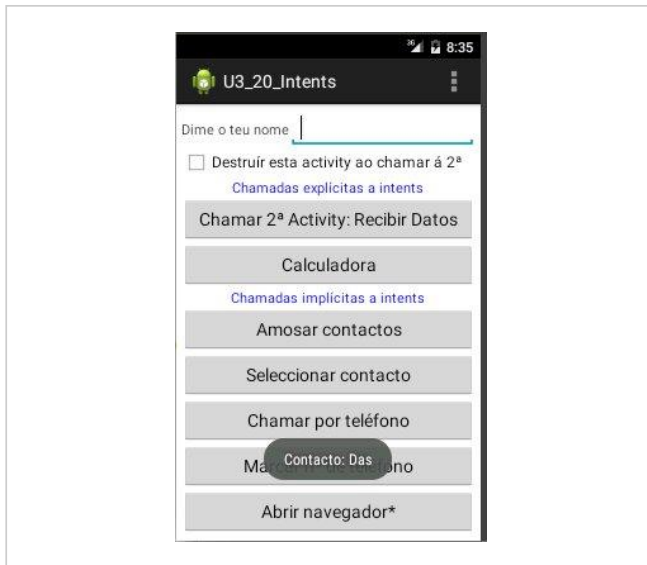 36 8:35
U3_20_Intents
Dime o teu nome
Destruír esta activity ao chamar á 2ª
Chamadas explícitas a intents
Chamar 2ª Activity: Recibir Datos
Calculadora
Chamadas implícitas a intents
Amosar contactos
Seleccionar contacto
Chamar por teléfono
Contacto: Das
Abrir navegador*